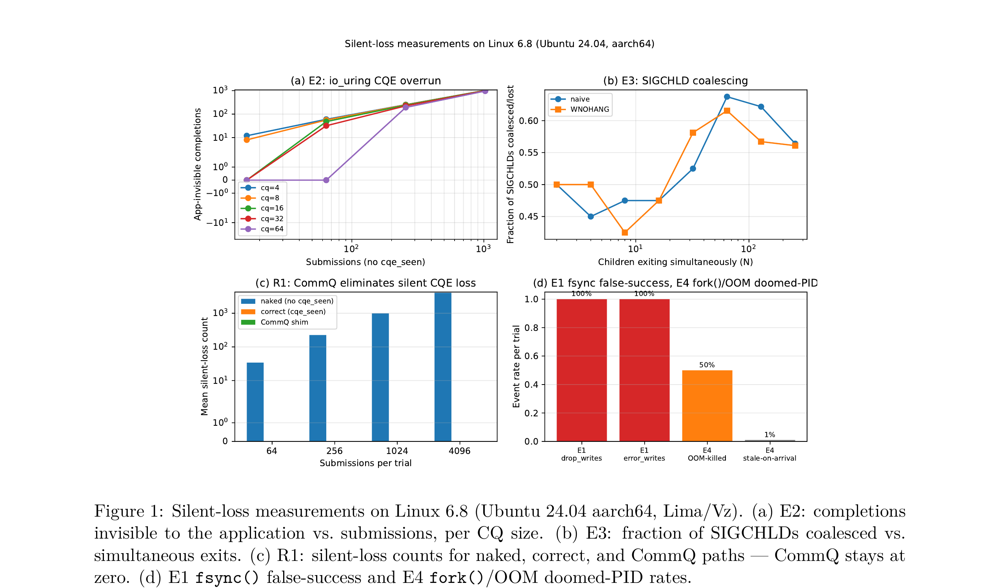 Silent-loss measurements on Linux 6.8 (Ubuntu 24.04, aarch64)
(a) E2: io_uring CQE overrun
App-invisible completions
10³
10²
10¹
10⁰
0
−10⁰
−10¹
cq=4
cq=8
cq=16
cq=32
cq=64
10²
10³
Submissions (no cqe_seen)
(b) E3: SIGCHLD coalescing
Fraction of SIGCHLDs coalesced/lost
naive
WNOHANG
0.60
0.55
0.50
0.45
10¹
10²
Children exiting simultaneously (N)
(c) R1: CommQ eliminates silent CQE loss
Mean silent-loss count
naked (no cqe_seen)
correct (cqe_seen)
CommQ shim
10³
10²
10¹
10⁰
0
64
256
1024
4096
Submissions per trial
(d) E1 fsync false-success, E4 fork()/OOM doomed-PID
Event rate per trial
1.0
0.8
0.6
0.4
0.2
0.0
100%
100%
50%
1%
E1
drop_writes
E1
error_writes
E4
OOM-killed
E4
stale-on-arrival
Figure 1: Silent-loss measurements on Linux 6.8 (Ubuntu 24.04 aarch64, Lima/Vz). (a) E2: completions
invisible to the application vs. submissions, per CQ size. (b) E3: fraction of SIGCHLDs coalesced vs.
simultaneous exits. (c) R1: silent-loss counts for naked, correct, and CommQ paths — CommQ stays at
zero. (d) E1 fsync() false-success and E4 fork()/OOM doomed-PID rates.